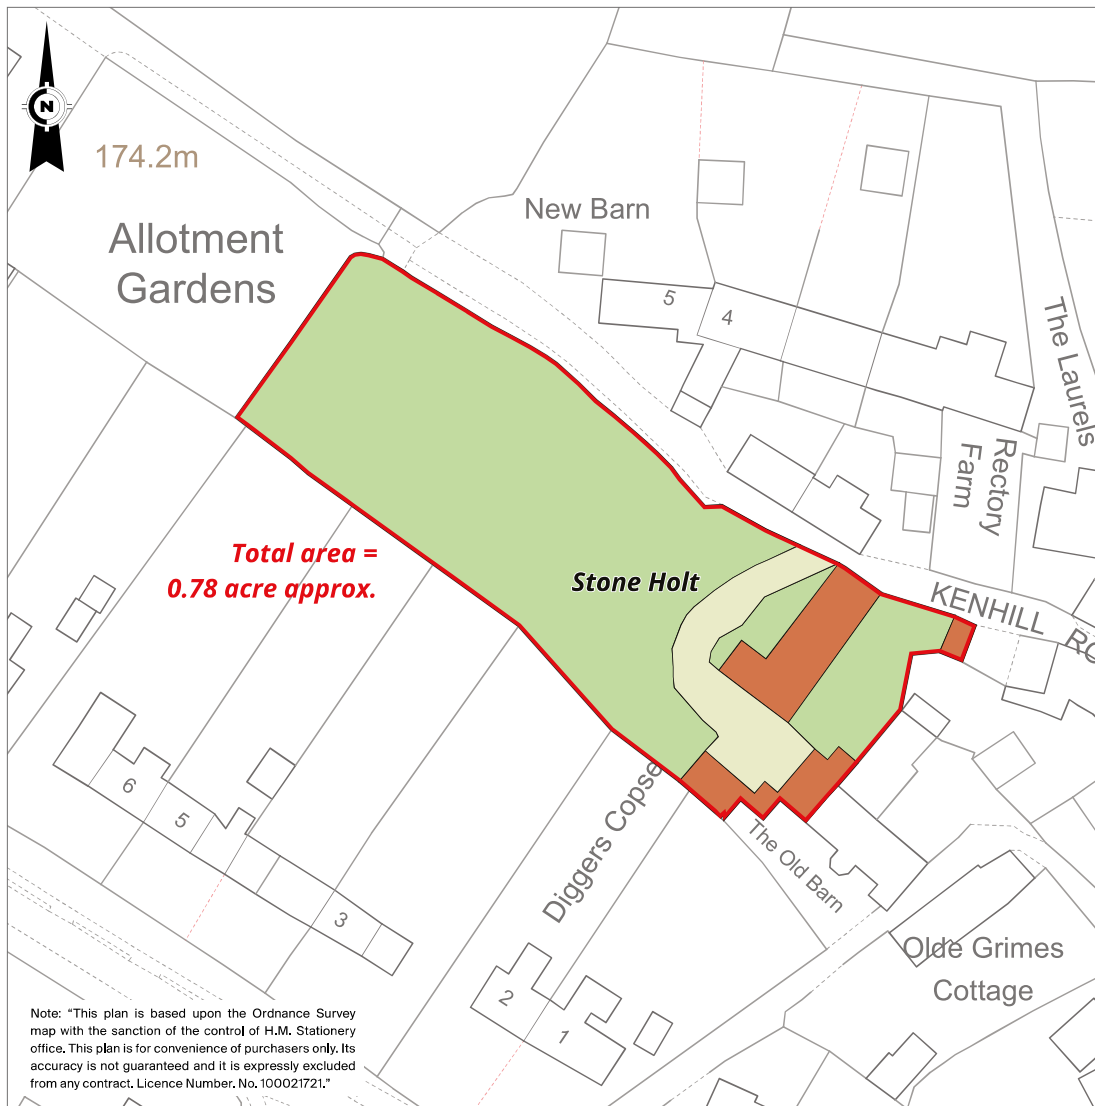 N
174.2m
Allotment
Gardens
New Barn
5
4
The Laurels
Rectory
Farm
Total area =
0.78 acre approx.
Stone Holt
KENHILL RO
6
5
3
Diggers Copse
The Old Barn
2
1
Olde Grimes
Cottage
Note: “This plan is based upon the Ordnance Survey
map with the sanction of the control of H.M. Stationery
office. This plan is for convenience of purchasers only. Its
accuracy is not guaranteed and it is expressly excluded
from any contract. Licence Number. No. 100021721.”